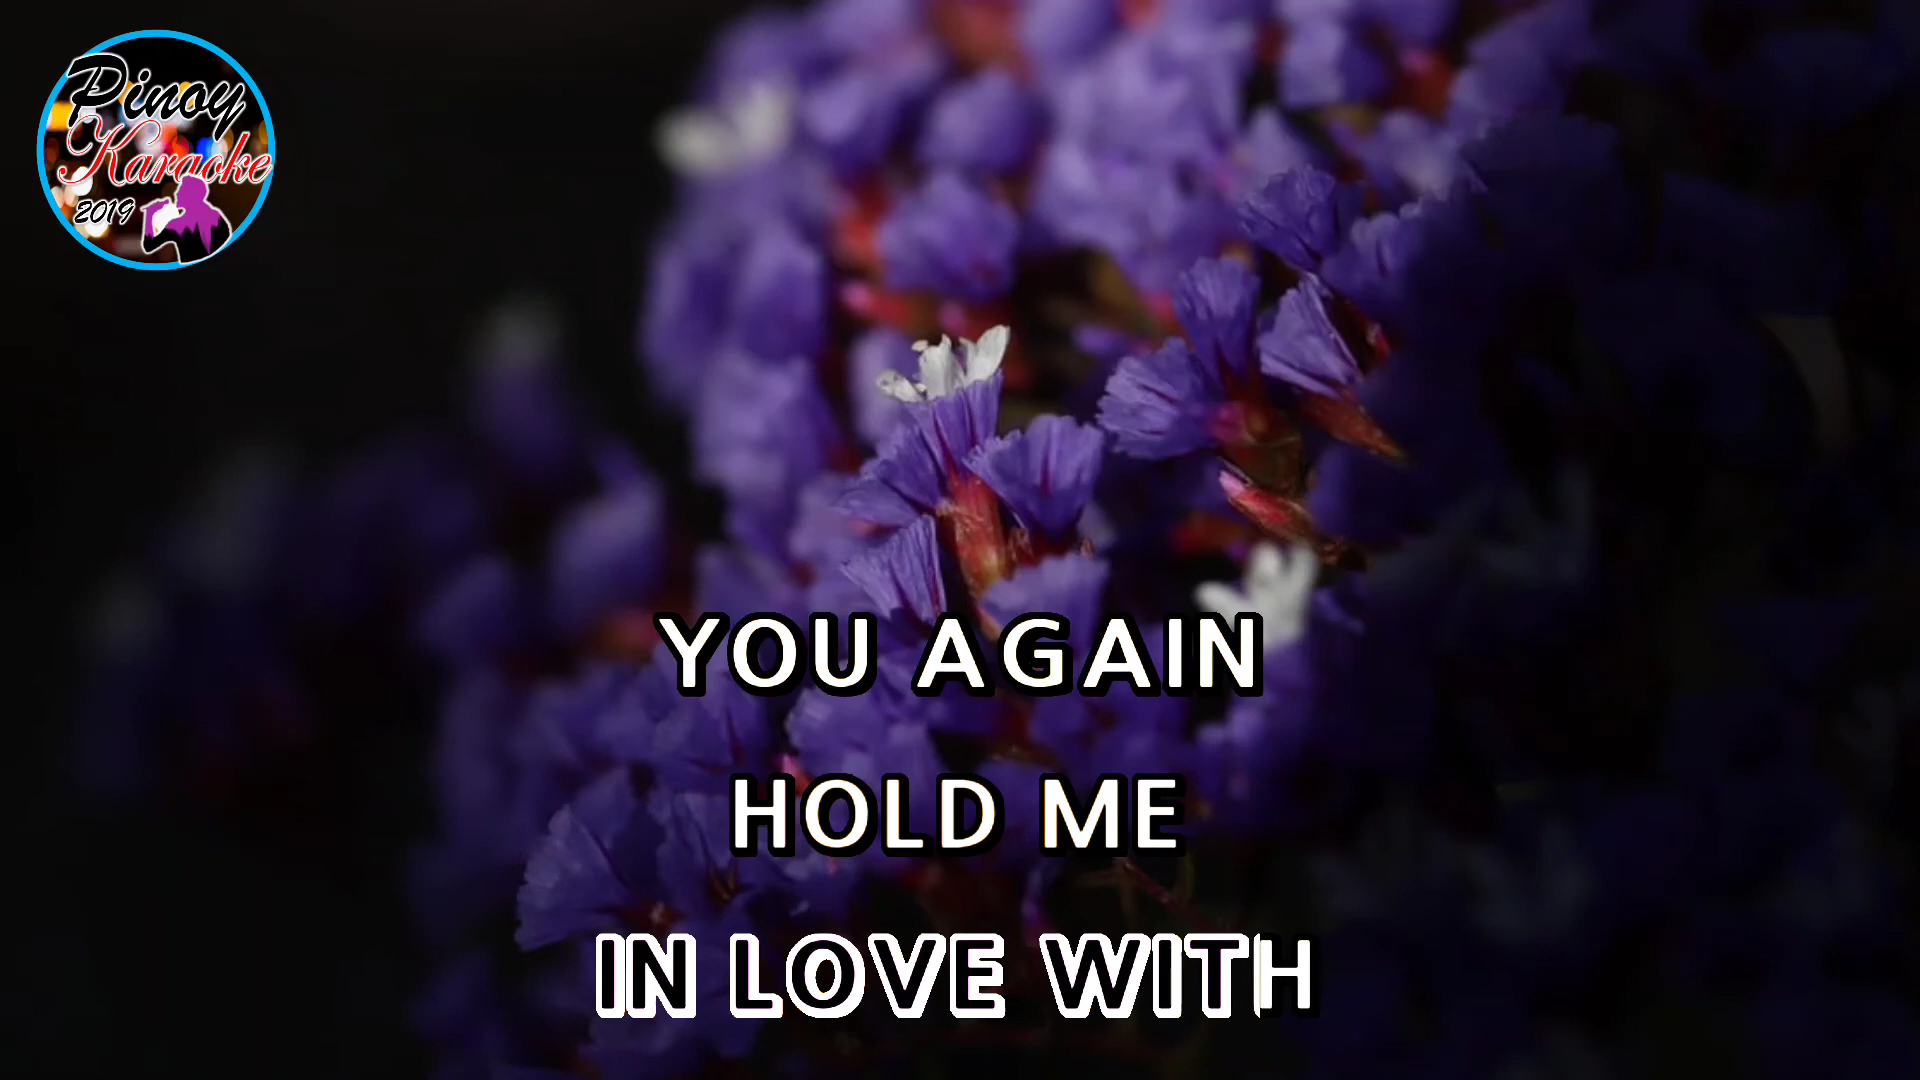 Pinoy
Karaoke
2019
YOU AGAIN
HOLD ME
IN LOVE WITH